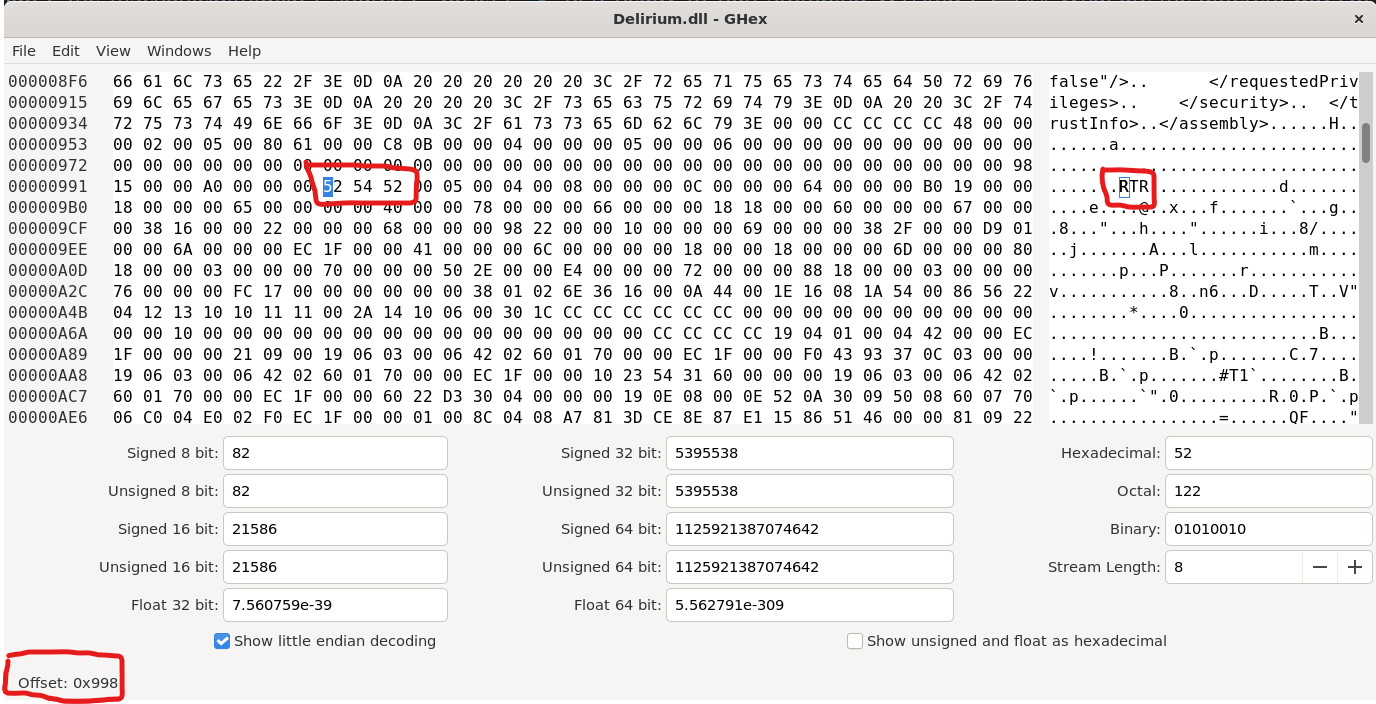 Delirium.dll - GHex ×
File Edit View Windows Help
000008F6 66 61 6C 73 65 22 2F 3E 0D 0A 20 20 20 20 20 20 3C 2F 72 65 71 75 65 73 74 65 64 50 72 69 76 false"/>..      </requestedPriv
00000915 69 6C 65 67 65 73 3E 0D 0A 20 20 20 20 3C 2F 73 65 63 75 72 69 74 79 3E 0D 0A 20 20 3C 2F 74 ileges>..    </security>..  </t
00000934 72 75 73 74 49 6E 66 6F 3E 0D 0A 3C 2F 61 73 73 65 6D 62 6C 79 3E 00 00 CC CC CC CC 48 00 00 rustInfo>..</assembly>......H..
00000953 00 02 00 05 00 80 61 00 00 C8 0B 00 00 04 00 00 00 05 00 00 06 00 00 00 00 00 00 00 00 00 00 ......a........................
00000972 00 00 00 00 00 00 00 00 00 00 00 00 00 00 00 00 00 00 00 00 00 00 00 00 00 00 00 00 00 00 98 ...............................
00000991 15 00 00 A0 00 00 00 52 54 52 00 05 00 04 00 08 00 00 00 0C 00 00 00 64 00 00 00 B0 19 00 00 .......RTR.............d.......
000009B0 18 00 00 00 65 00 00 00 00 40 00 00 78 00 00 00 66 00 00 00 18 18 00 00 60 00 00 00 67 00 00 ....e....@..x...f.......`...g..
000009CF 00 38 16 00 00 22 00 00 00 68 00 00 00 98 22 00 00 10 00 00 00 69 00 00 00 38 2F 00 00 D9 01 .8..."...h...."......i...8/....
000009EE 00 00 6A 00 00 00 EC 1F 00 00 41 00 00 00 6C 00 00 00 00 18 00 00 18 00 00 00 6D 00 00 00 80 ..j.......A...l...........m....
00000A0D 18 00 00 03 00 00 00 70 00 00 00 50 2E 00 00 E4 00 00 00 72 00 00 00 88 18 00 00 03 00 00 00 .......p...P.......r...........
00000A2C 76 00 00 00 FC 17 00 00 00 00 00 00 38 01 02 6E 36 16 00 0A 44 00 1E 16 08 1A 54 00 86 56 22 v...........8..n6...D.....T..V"
00000A4B 04 12 13 10 10 11 11 00 2A 14 10 06 00 30 1C CC CC CC CC CC CC 00 00 00 00 00 00 00 00 00 00 ........*....0.................
00000A6A 00 00 10 00 00 00 00 00 00 00 00 00 00 00 00 00 00 00 CC CC CC CC 19 04 01 00 04 42 00 00 EC ...........................B...
00000A89 1F 00 00 00 21 09 00 19 06 03 00 06 42 02 60 01 70 00 00 EC 1F 00 00 F0 43 93 37 0C 03 00 00 ....!.......B.`.p.......C.7....
00000AA8 19 06 03 00 06 42 02 60 01 70 00 00 EC 1F 00 00 10 23 54 31 60 00 00 00 19 06 03 00 06 42 02 .....B.`.p.......#T1`........B.
00000AC7 60 01 70 00 00 EC 1F 00 00 60 22 D3 30 04 00 00 00 19 0E 08 00 0E 52 0A 30 09 50 08 60 07 70 `.p......`".0.........R.0.P.`.p
00000AE6 06 C0 04 E0 02 F0 EC 1F 00 00 01 00 8C 04 08 A7 81 3D CE 8E 87 E1 15 86 51 46 00 00 81 09 22 .................=......QF...."
Signed 8 bit: 82 Signed 32 bit: 5395538 Hexadecimal: 52
Unsigned 8 bit: 82 Unsigned 32 bit: 5395538 Octal: 122
Signed 16 bit: 21586 Signed 64 bit: 1125921387074642 Binary: 01010010
Unsigned 16 bit: 21586 Unsigned 64 bit: 1125921387074642 Stream Length: 8 − +
Float 32 bit: 7.560759e-39 Float 64 bit: 5.562791e-309
Show little endian decoding Show unsigned and float as hexadecimal
Offset: 0x998